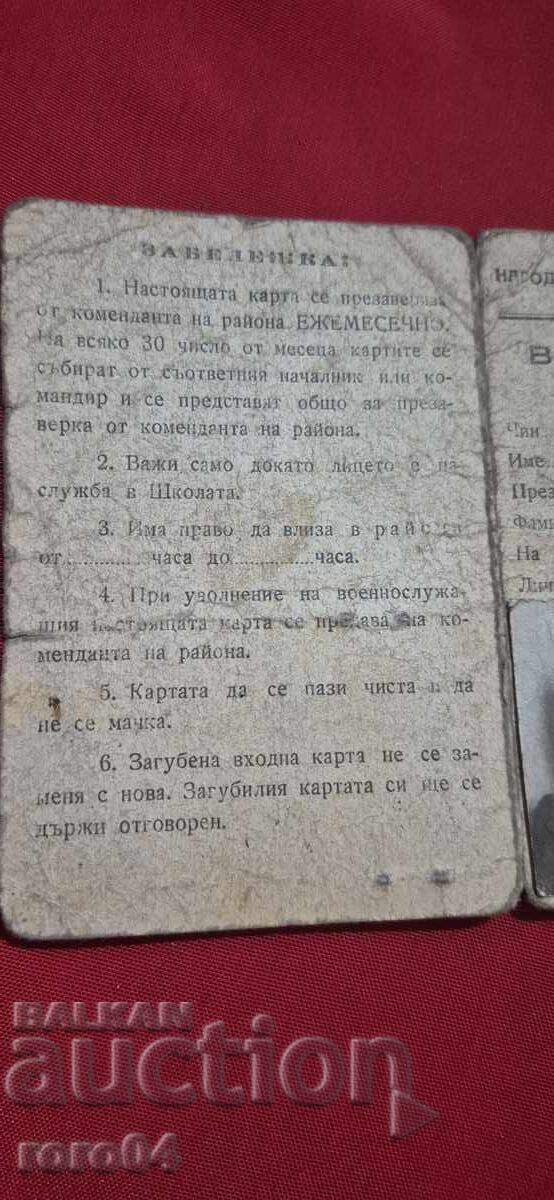 ЗАБЕЛЕЖКА:
1. Настоящата карта се презаверява
от коменданта на района ЕЖЕМЕСЕЧНО.
На всяко 30 число от месеца картите се
събират от съответния началник или ко-
мандир и се представят общо за преза-
верка от коменданта на района.
2. Важи само докато лицето е на
служба в Школата.
3. Има право да влиза в района
от ............ часа до ............ часа.
4. При уволнение на военнослужа-
щия настоящата карта се предава на ко-
менданта на района.
5. Картата да се пази чиста и да
не се мачка.
6. Загубена входна карта не се за-
меня с нова. Загубилия картата си ще се
държи отговорен.
НАРОД
В
Чин
Име
През
Фами
На
BALKAN
auction
roro04